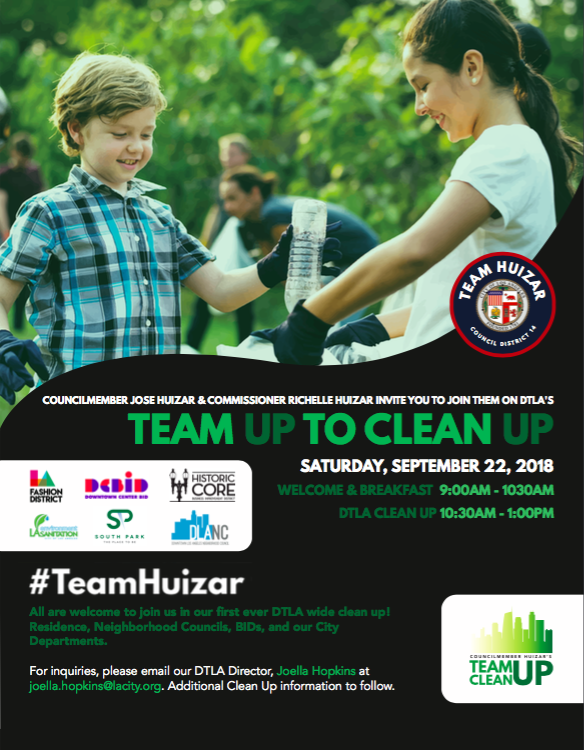 TEAM HUIZAR
COUNCIL DISTRICT 14
COUNCILMEMBER JOSE HUIZAR & COMMISSIONER RICHELLE HUIZAR INVITE YOU TO JOIN THEM ON DTLA'S
TEAM UP TO CLEAN UP
SATURDAY, SEPTEMBER 22, 2018
WELCOME & BREAKFAST 9:00AM - 1030AM
DTLA CLEAN UP 10:30AM - 1:00PM
LA
FASHION
DISTRICT
DCBID
DOWNTOWN CENTER BID
HISTORIC
CORE
environment
LASANITATION
SP
SOUTH PARK
DLANC
#TeamHuizar
All are welcome to join us in our first ever DTLA wide clean up!
Residence, Neighborhood Councils, BIDs, and our City
Departments.
For inquiries, please email our DTLA Director, Joella Hopkins at
joella.hopkins@lacity.org. Additional Clean Up information to follow.
COUNCILMEMBER HUIZAR'S
TEAM
CLEAN UP